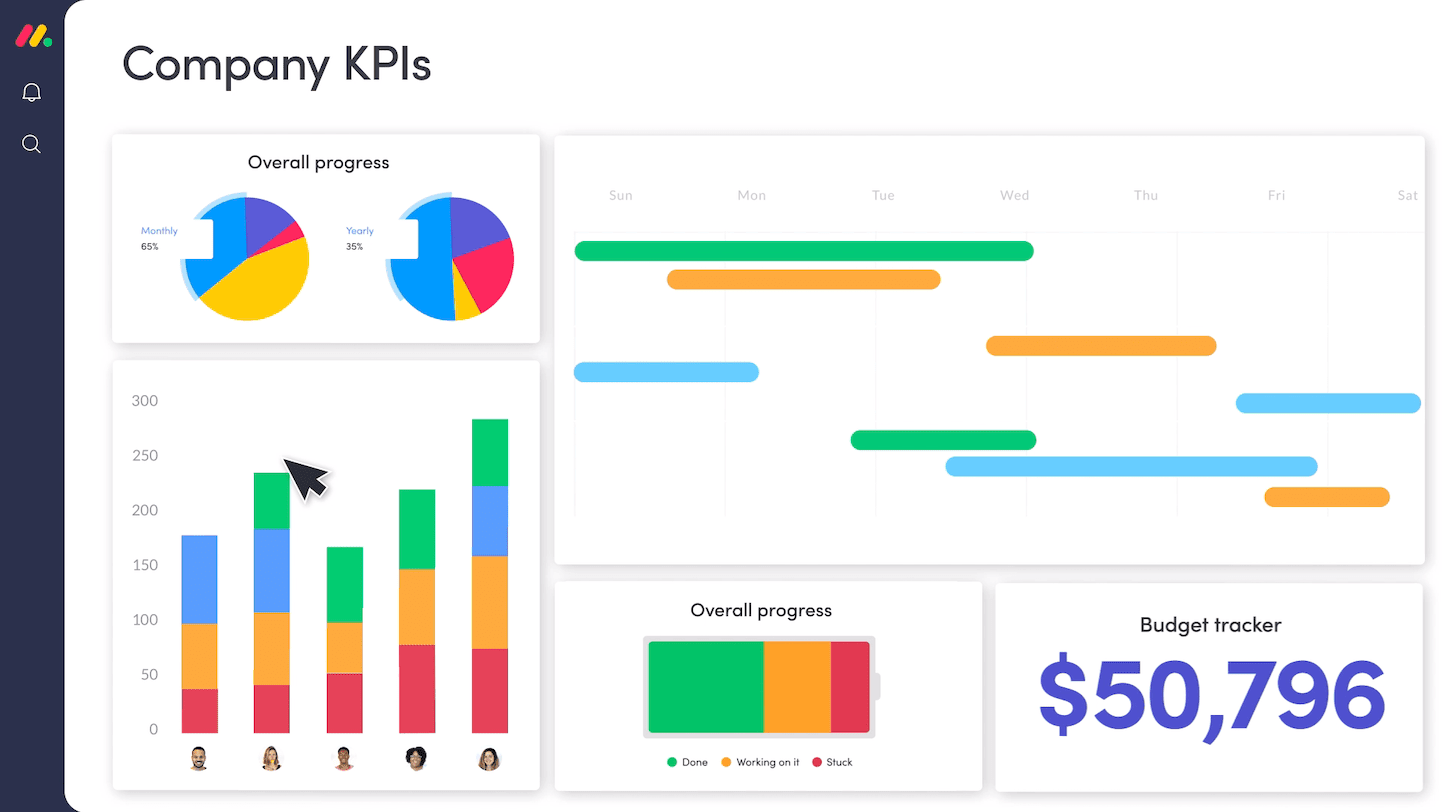 Company KPIs
Overall progress
Monthly
65%
Yearly
35%
Sun Mon Tue Wed Thu Fri Sat
300
250
200
150
100
50
0
Overall progress
Done Working on it Stuck
Budget tracker
$50,796